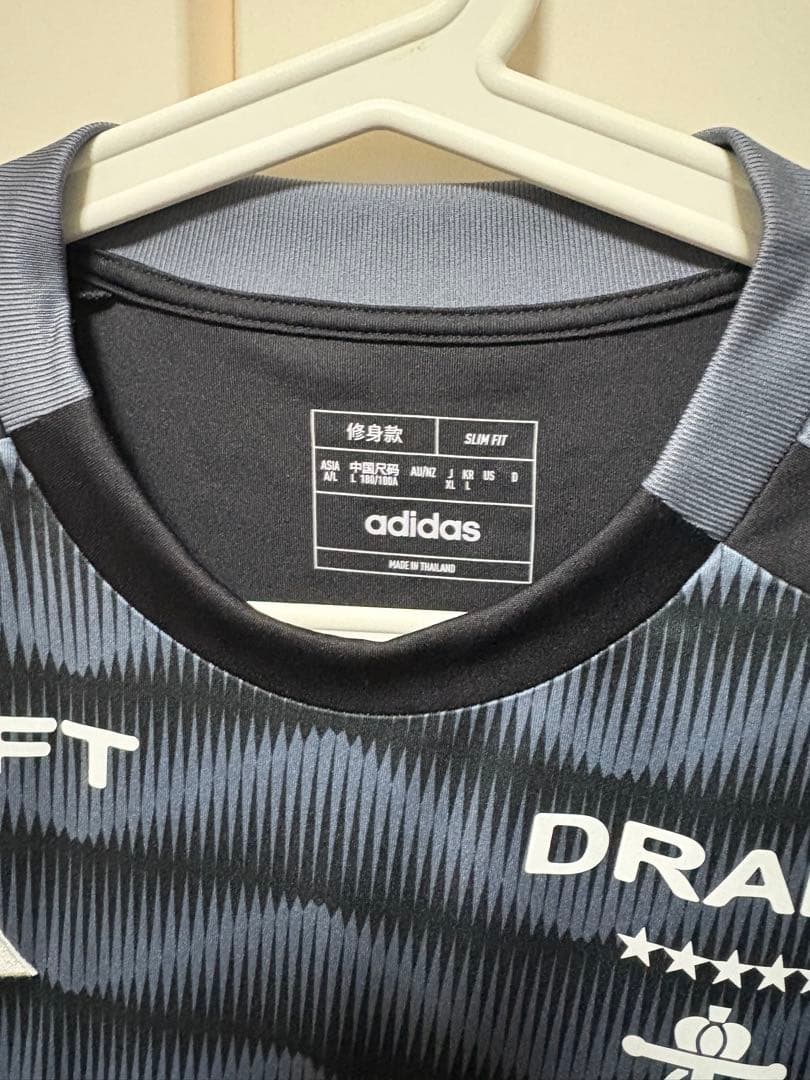 修身款 SLIM FIT
ASIA 中国尺码 AU/NZ J KR US D
A/L L 180/100A XL L
adidas
MADE IN THAILAND
FT
DRA